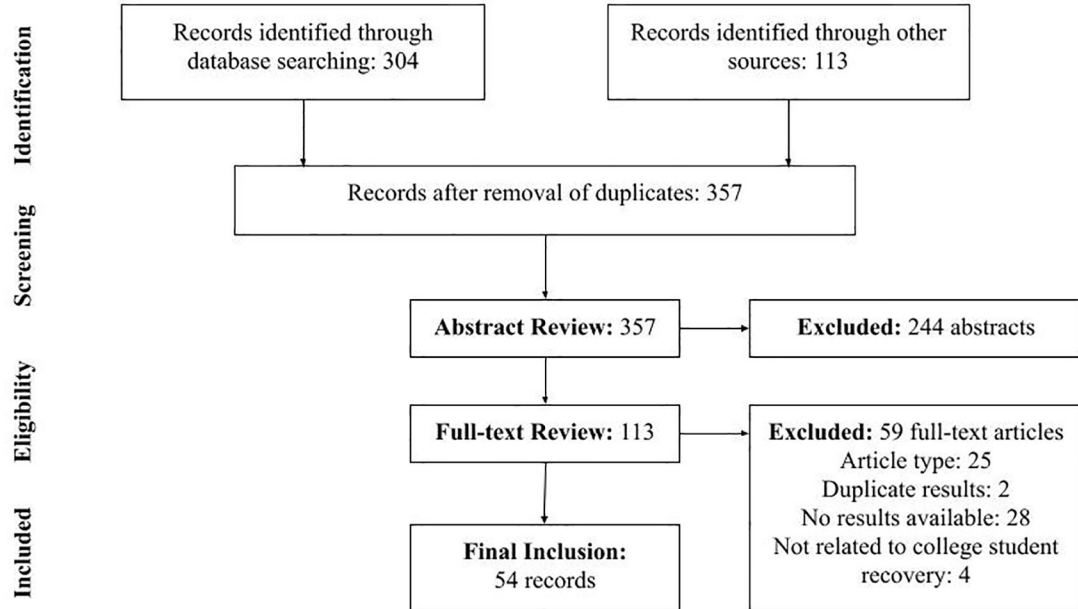 Identification
Records identified through
database searching: 304
Records identified through other
sources: 113
Screening
Records after removal of duplicates: 357
Abstract Review: 357
Excluded: 244 abstracts
Eligibility
Full-text Review: 113
Excluded: 59 full-text articles
Article type: 25
Duplicate results: 2
No results available: 28
Not related to college student
recovery: 4
Included
Final Inclusion:
54 records